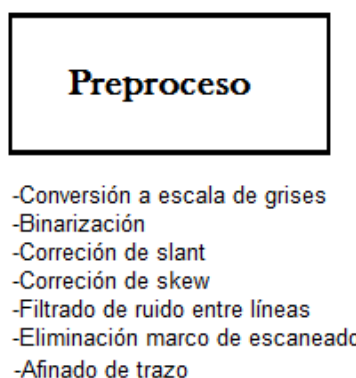 Preproceso
-Conversión a escala de grises
-Binarización
-Correción de slant
-Correción de skew
-Filtrado de ruido entre líneas
-Eliminación marco de escaneado
-Afinado de trazo